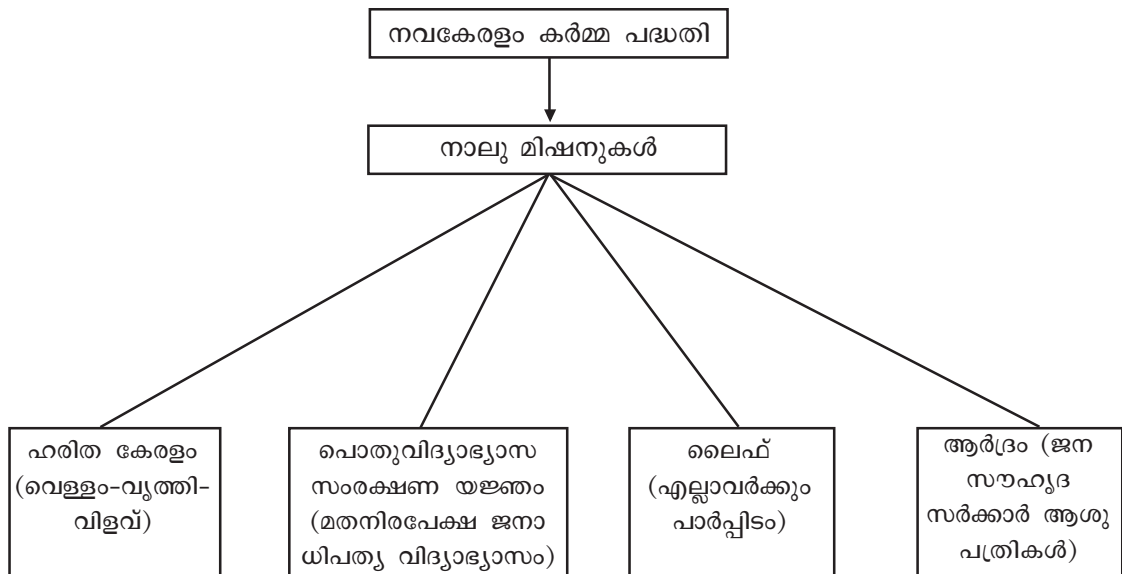 നവകേരളം കർമ്മ പദ്ധതി
നാലു മിഷനുകൾ
ഹരിത കേരളം
(വെള്ളം-വൃത്തി-
വിളവ്)
പൊതുവിദ്യാഭ്യാസ
സംരക്ഷണ യജ്ഞം
(മതനിരപേക്ഷ ജനാ
ധിപത്യ വിദ്യാഭ്യാസം)
ലൈഫ്
(എല്ലാവർക്കും
പാർപ്പിടം)
ആർദ്രം (ജന
സൗഹൃദ
സർക്കാർ ആശു
പത്രികൾ)